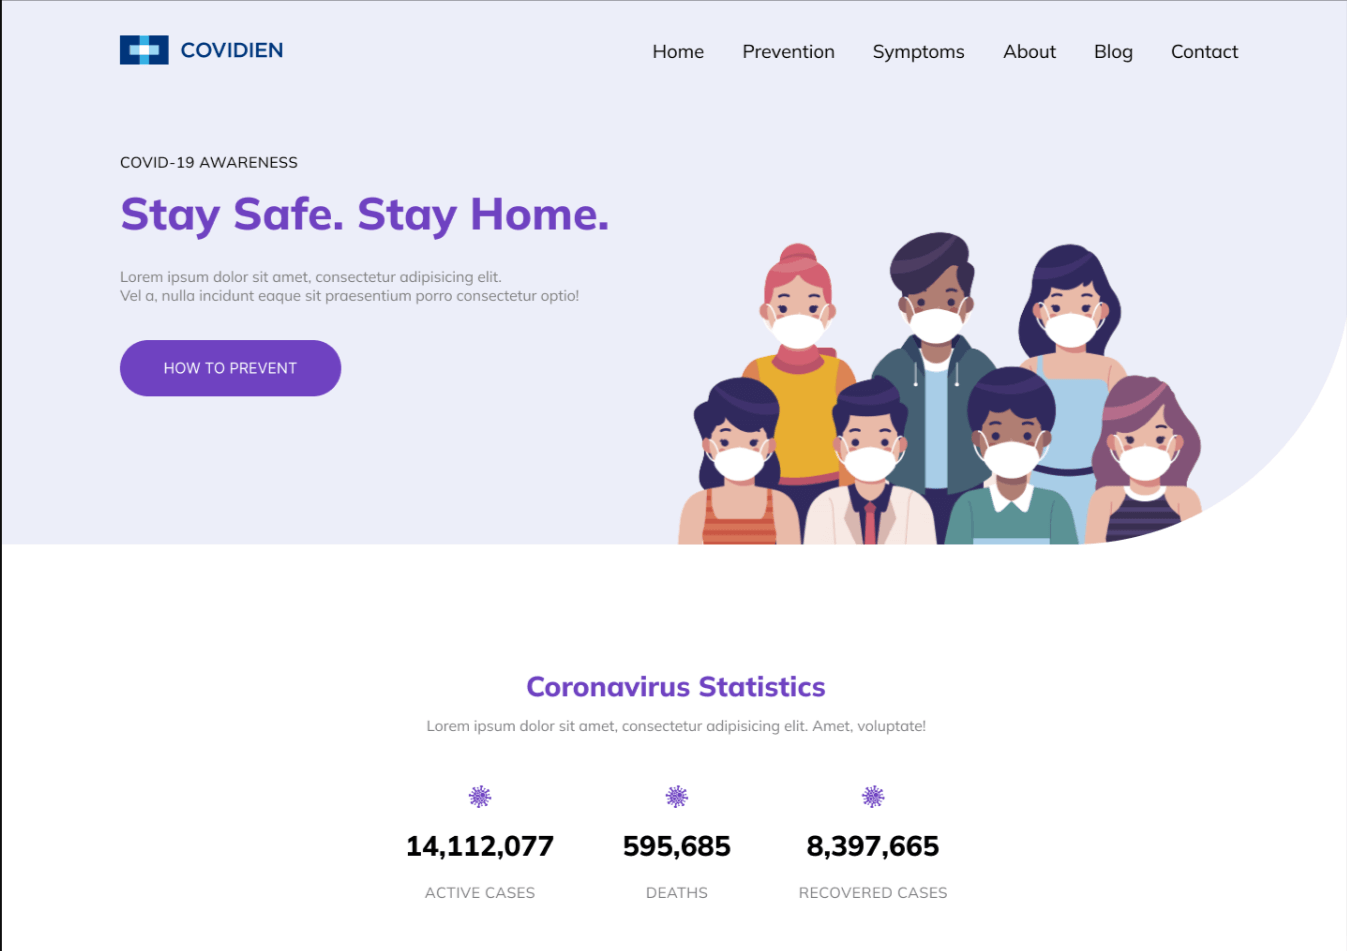 COVIDIEN
Home Prevention Symptoms About Blog Contact
COVID-19 AWARENESS
Stay Safe. Stay Home.
Lorem ipsum dolor sit amet, consectetur adipisicing elit.
Vel a, nulla incidunt eaque sit praesentium porro consectetur optio!
HOW TO PREVENT
Coronavirus Statistics
Lorem ipsum dolor sit amet, consectetur adipisicing elit. Amet, voluptate!
14,112,077 595,685 8,397,665
ACTIVE CASES DEATHS RECOVERED CASES